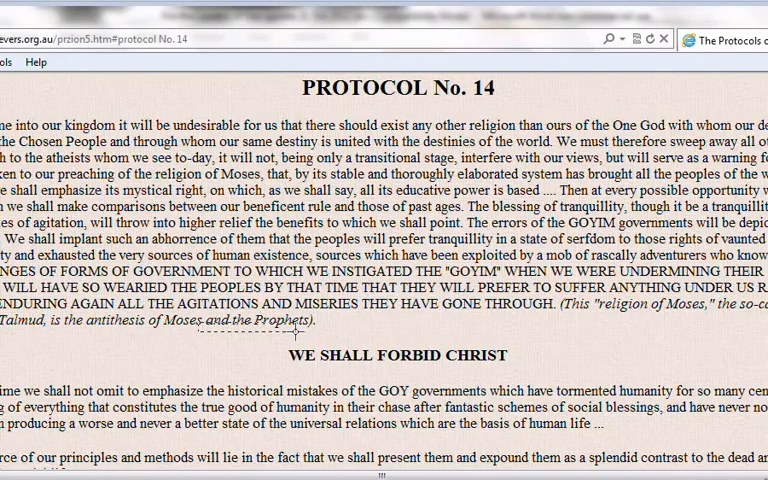 evers.org.au/przion5.htm#protocol No. 14
The Protocols o
ols Help
PROTOCOL No. 14
me into our kingdom it will be undesirable for us that there should exist any other religion than ours of the One God with whom our de
the Chosen People and through whom our same destiny is united with the destinies of the world. We must therefore sweep away all ot
h to the atheists whom we see to-day, it will not, being only a transitional stage, interfere with our views, but will serve as a warning fo
ken to our preaching of the religion of Moses, that, by its stable and thoroughly elaborated system has brought all the peoples of the w
e shall emphasize its mystical right, on which, as we shall say, all its educative power is based .... Then at every possible opportunity w
n we shall make comparisons between our beneficent rule and those of past ages. The blessing of tranquillity, though it be a tranquillit
es of agitation, will throw into higher relief the benefits to which we shall point. The errors of the GOYIM governments will be depic
. We shall implant such an abhorrence of them that the peoples will prefer tranquillity in a state of serfdom to those rights of vaunted
ty and exhausted the very sources of human existence, sources which have been exploited by a mob of rascally adventurers who know
NGES OF FORMS OF GOVERNMENT TO WHICH WE INSTIGATED THE "GOYIM" WHEN WE WERE UNDERMINING THEIR
WILL HAVE SO WEARIED THE PEOPLES BY THAT TIME THAT THEY WILL PREFER TO SUFFER ANYTHING UNDER US R
ENDURING AGAIN ALL THE AGITATIONS AND MISERIES THEY HAVE GONE THROUGH. (This "religion of Moses," the so-ca
Talmud, is the antithesis of Moses and the Prophets).
WE SHALL FORBID CHRIST
ime we shall not omit to emphasize the historical mistakes of the GOY governments which have tormented humanity for so many cen
g of everything that constitutes the true good of humanity in their chase after fantastic schemes of social blessings, and have never no
n producing a worse and never a better state of the universal relations which are the basis of human life ...
rce of our principles and methods will lie in the fact that we shall present them and expound them as a splendid contrast to the dead an